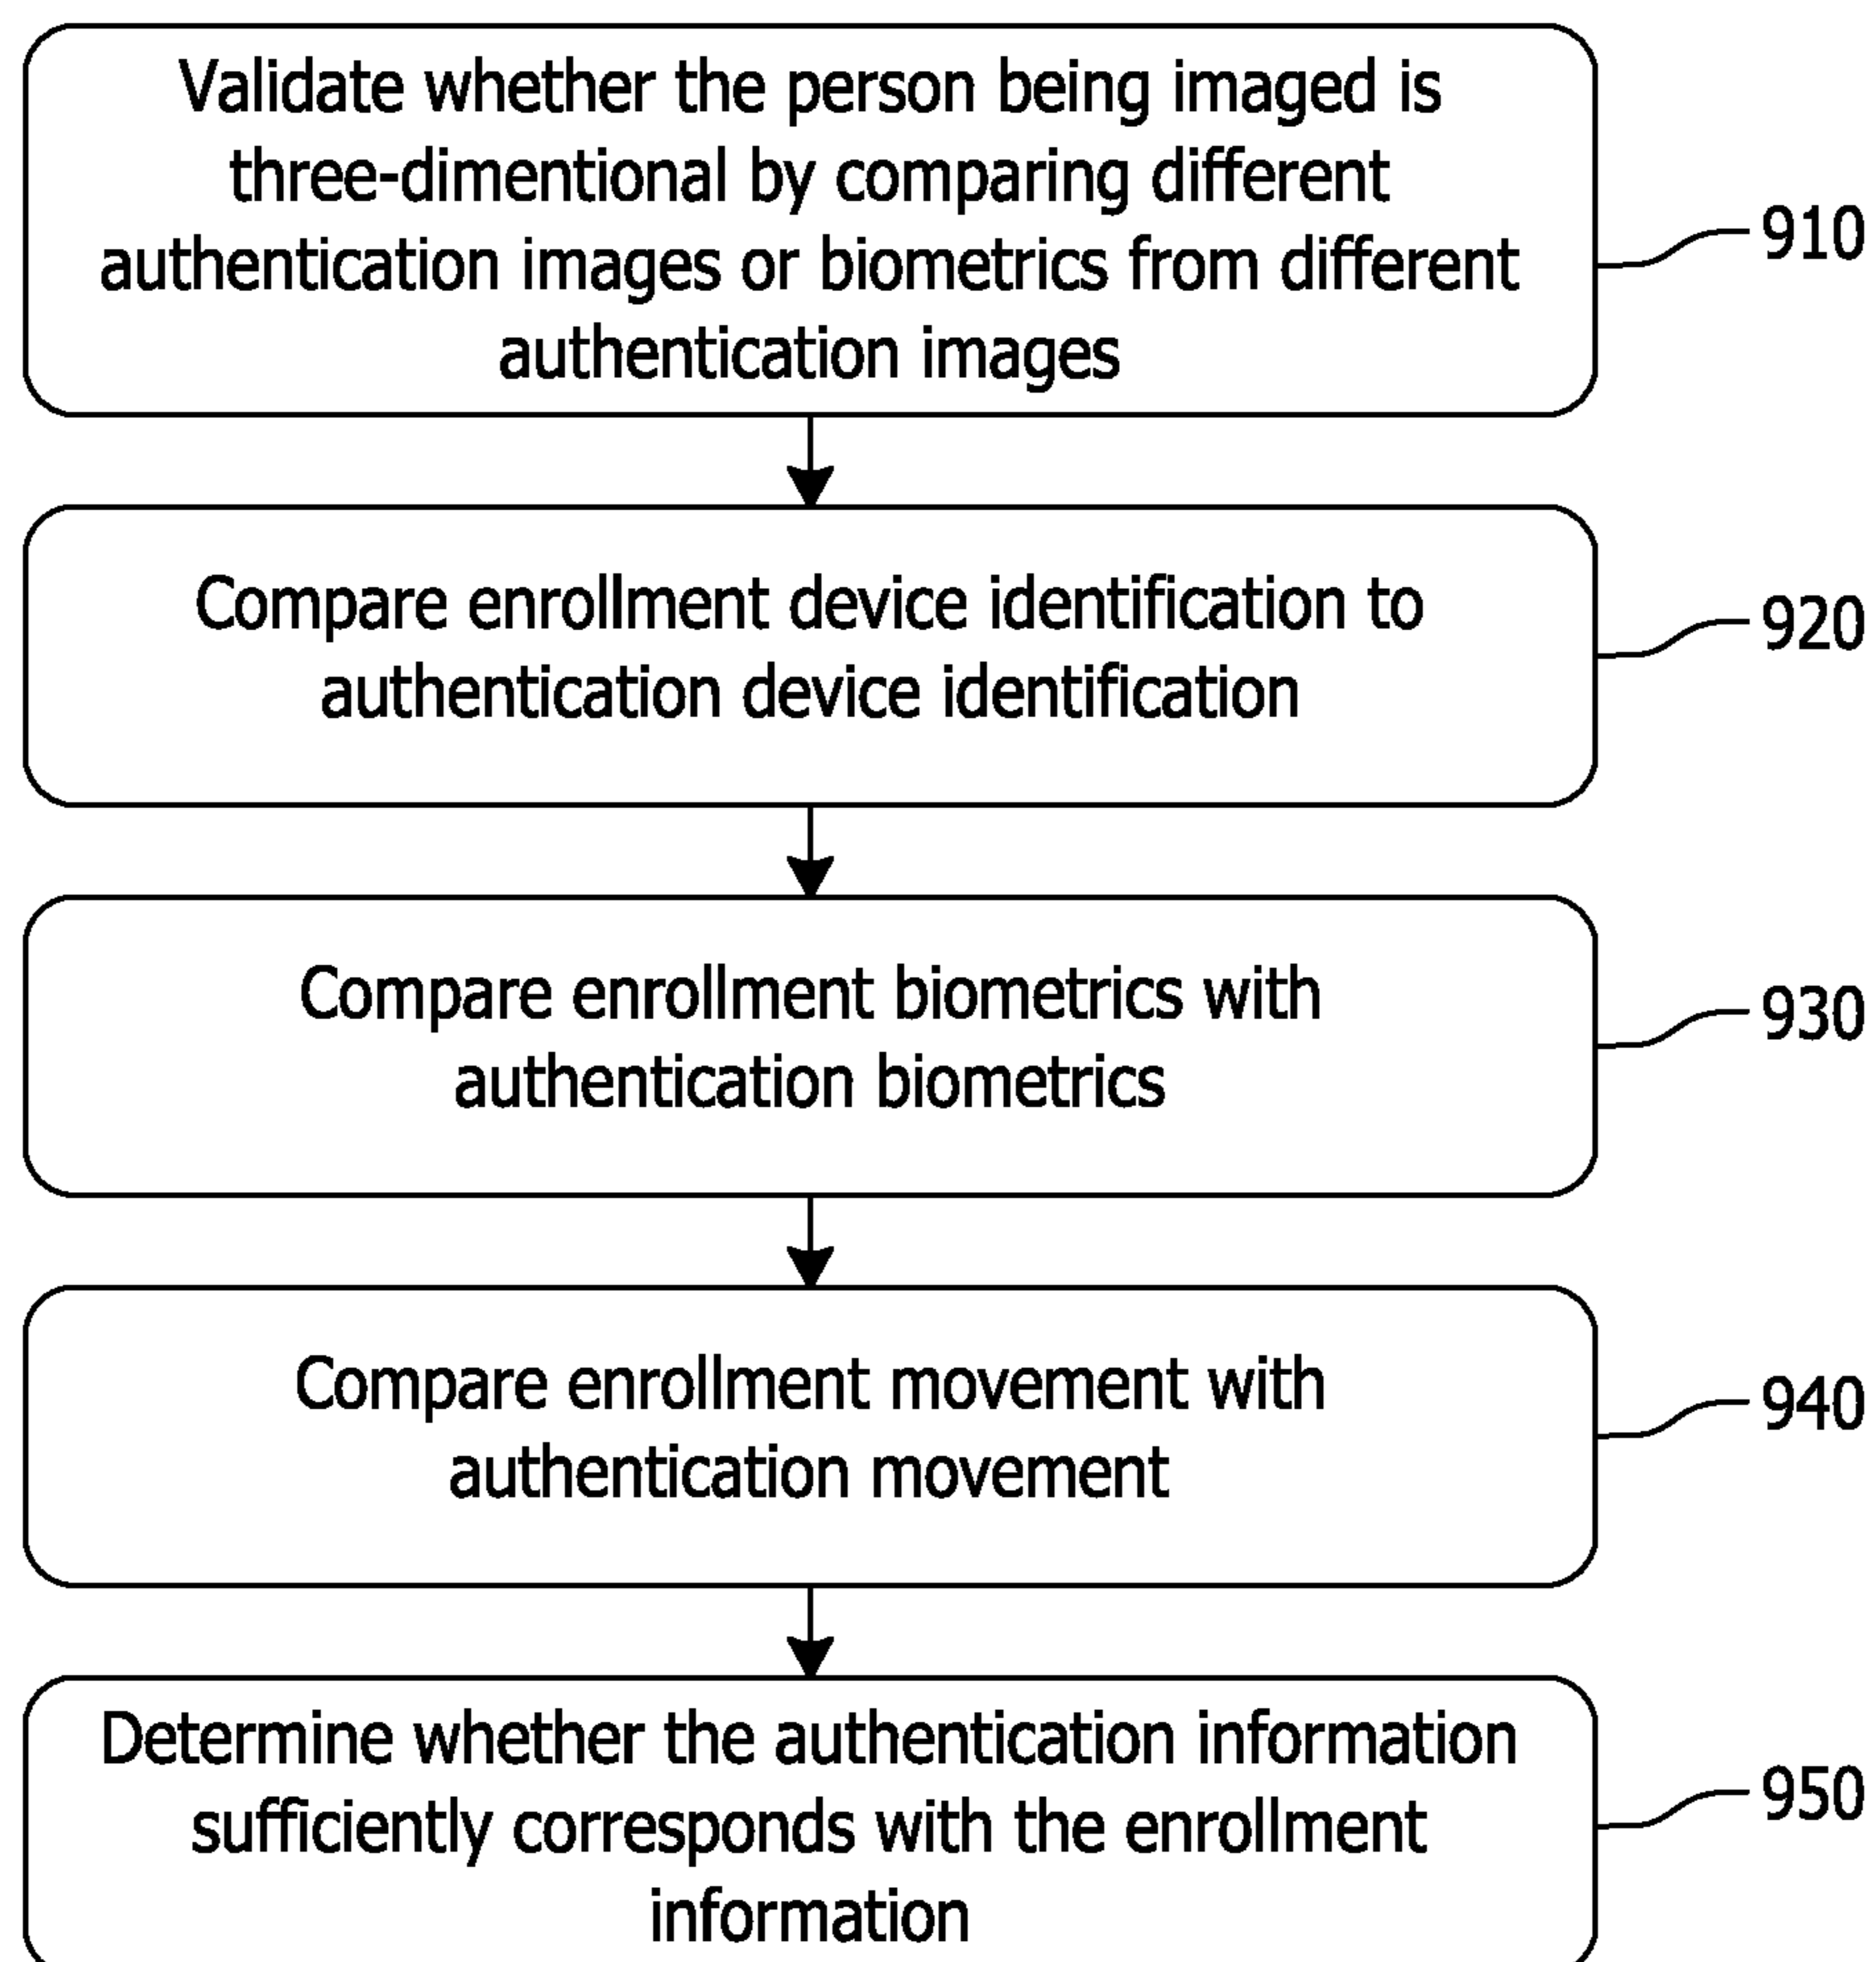 Validate whether the person being imaged is
three-dimentional by comparing different
authentication images or biometrics from different
authentication images
910
Compare enrollment device identification to
authentication device identification
920
Compare enrollment biometrics with
authentication biometrics
930
Compare enrollment movement with
authentication movement
940
Determine whether the authentication information
sufficiently corresponds with the enrollment
information
950